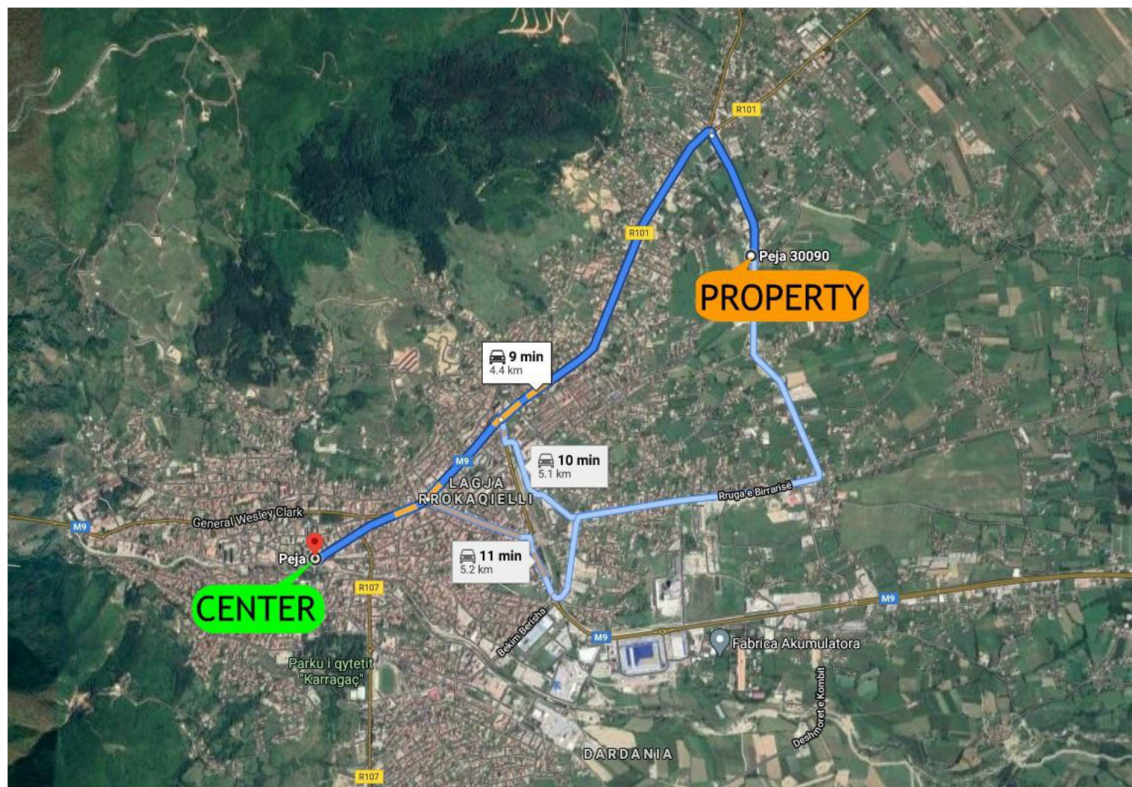 R101
R101
Peja 30090
PROPERTY
9 min
4.4 km
10 min
5.1 km
M9
LAGJA
RROKAQIELLI
Rruga e Birrarisë
General Wesley Clark
M9
Peja
11 min
5.2 km
CENTER
R107
M9
Bekim Berisha
M9
Fabrica Akumulatora
Parku i qytetit
"Karragaç"
Deshmoret e Kombit
DARDANIA
R107